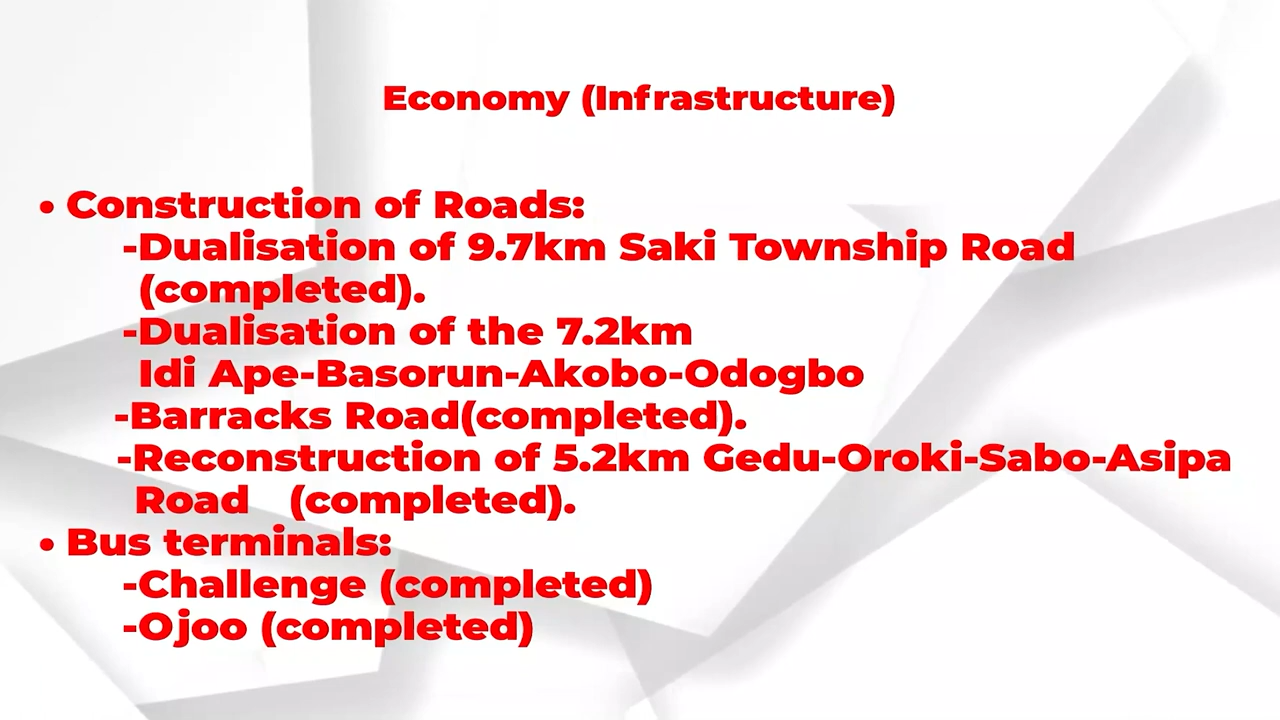 Economy (Infrastructure)
• Construction of Roads:
-Dualisation of 9.7km Saki Township Road
(completed).
-Dualisation of the 7.2km
Idi Ape-Basorun-Akobo-Odogbo
-Barracks Road(completed).
-Reconstruction of 5.2km Gedu-Oroki-Sabo-Asipa
Road (completed).
• Bus terminals:
-Challenge (completed)
-Ojoo (completed)